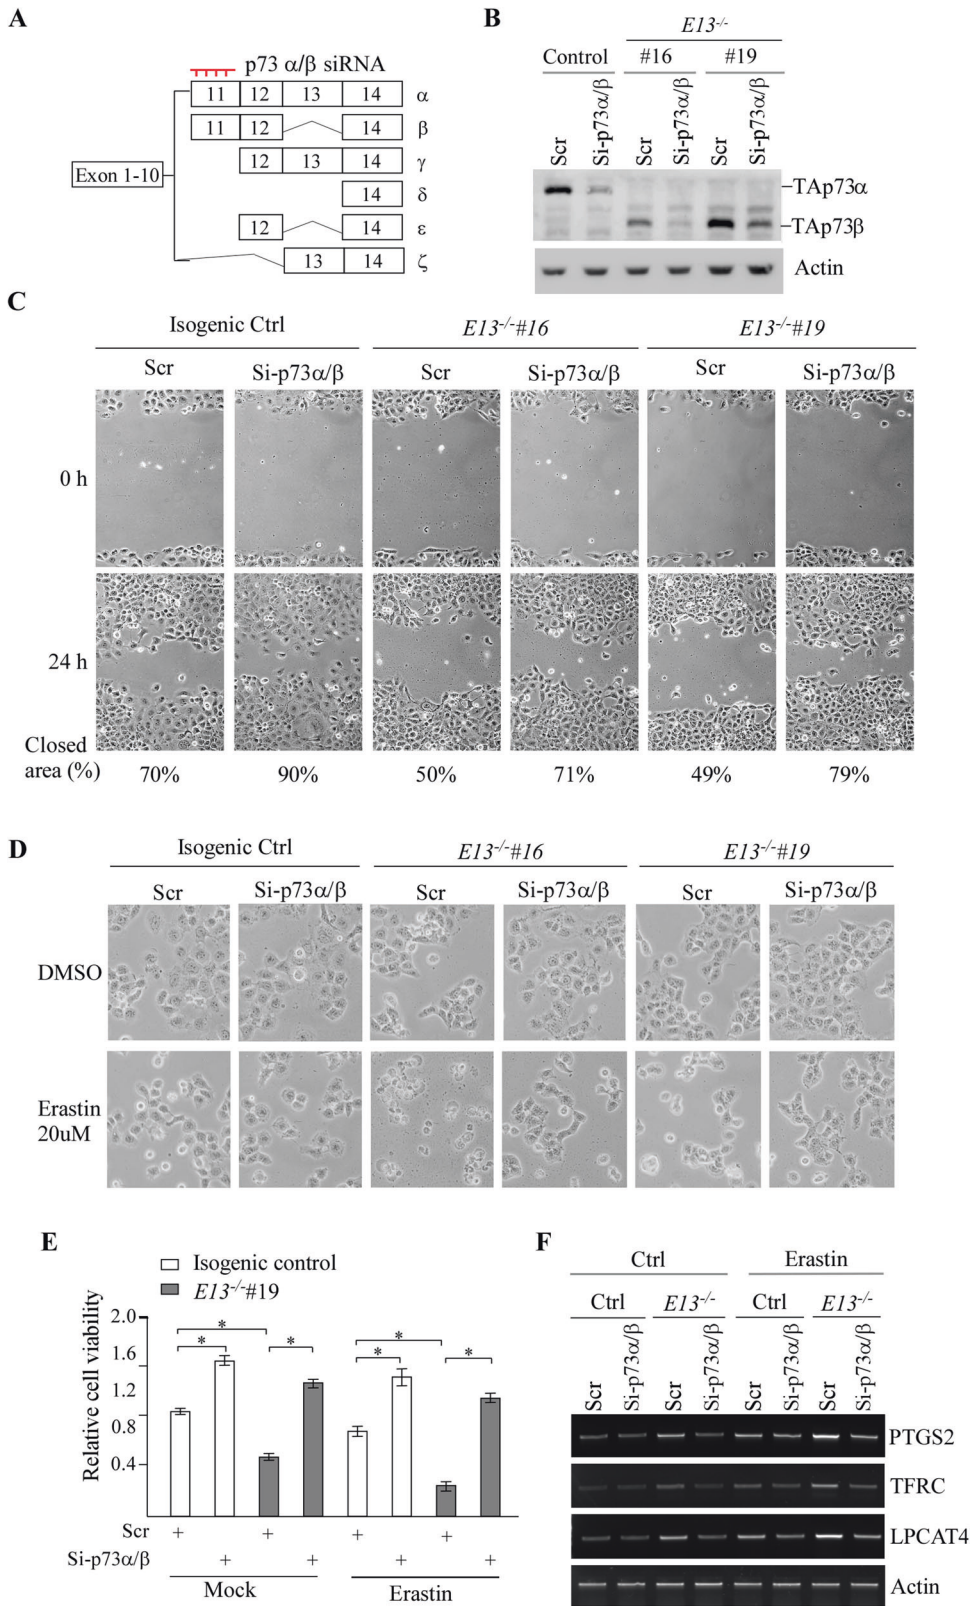 A
p73 α/β siRNA
11 12 13 14 α
11 12 14 β
12 13 14 γ
Exon 1-10
14 δ
12 14 ε
13 14 ζ
B
E13-/-
Control #16 #19
Scr Si-p73α/β Scr Si-p73α/β Scr Si-p73α/β
TAp73α
TAp73β
Actin
C
Isogenic Ctrl E13-/-#16 E13-/-#19
Scr Si-p73α/β Scr Si-p73α/β Scr Si-p73α/β
0 h
24 h
Closed
area (%) 70% 90% 50% 71% 49% 79%
D
Isogenic Ctrl E13-/-#16 E13-/-#19
Scr Si-p73α/β Scr Si-p73α/β Scr Si-p73α/β
DMSO
Erastin
20uM
E
Isogenic control
E13-/-#19
Relative cell viability
2.0
1.6
1.2
0.8
0.4
* * * * * *
Scr + + + +
Si-p73α/β + + + +
Mock Erastin
F
Ctrl Erastin
Ctrl E13-/- Ctrl E13-/-
Scr Si-p73α/β Scr Si-p73α/β Scr Si-p73α/β Scr Si-p73α/β
PTGS2
TFRC
LPCAT4
Actin